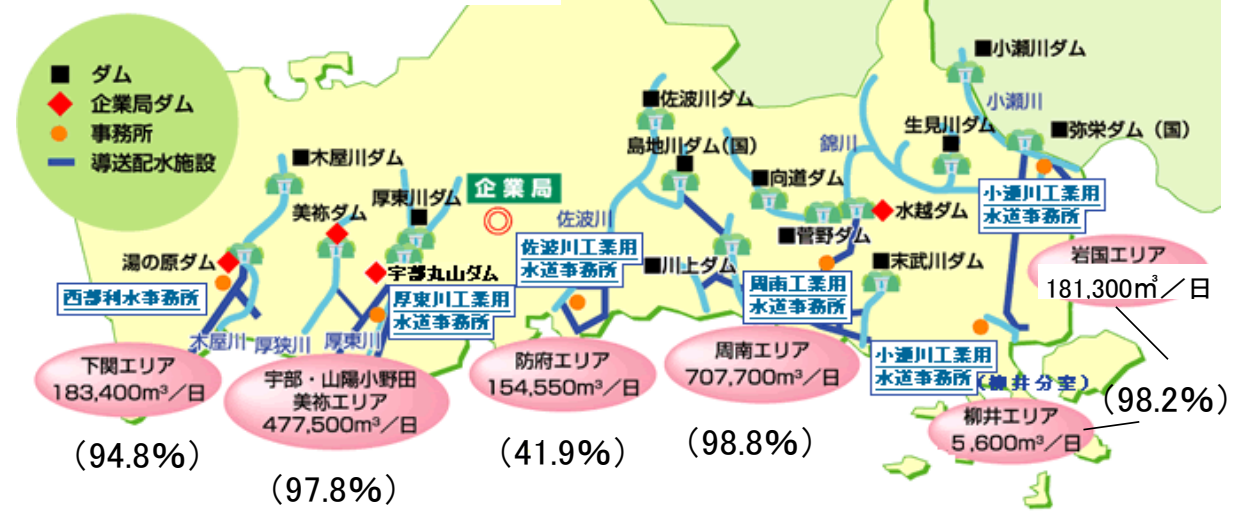 ダム
企業局ダム
事務所
導送配水施設
木屋川ダム
美祢ダム
厚東川ダム
企業局
湯の原ダム
宇部丸山ダム
西部利水事務所
厚東川工業用
水道事務所
木屋川
厚狭川
厚東川
佐波川ダム
島地川ダム(国)
佐波川
佐波川工業用
水道事務所
川上ダム
向道ダム
菅野ダム
水越ダム
錦川
生見川ダム
小瀬川ダム
小瀬川
弥栄ダム(国)
小瀬川工業用
水道事務所
周南工業用
水道事務所
末武川ダム
小瀬川工業用
水道事務所
(柳井分室)
下関エリア
183,400m³/日
(94.8%)
宇部・山陽小野田
美祢エリア
477,500m³/日
(97.8%)
防府エリア
154,550m³/日
(41.9%)
周南エリア
707,700m³/日
(98.8%)
岩国エリア
181,300㎥/日
柳井エリア
5,600m³/日
(98.2%)